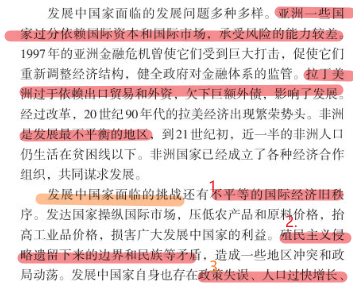 发展中国家面临的发展问题多种多样。亚洲一些国
家过分依赖国际资本和国际市场，承受风险的能力较差。
1997年的亚洲金融危机曾使它们受到巨大打击，促使它们
重新调整经济结构，健全政府对金融体系的监管。拉丁美
洲过于依赖出口贸易和外资，欠下巨额外债，影响了发展。
经过改革，20世纪90年代的拉美经济出现繁荣势头。非洲
是发展最不平衡的地区，到21世纪初，近一半的非洲人口
仍生活在贫困线以下。非洲国家已经成立了各种经济合作
组织，共同谋求发展。
1.
发展中国家面临的挑战还有不平等的国际经济旧秩
序。发达国家操纵国际市场，压低农产品和原料价格，抬
高工业品价格，损害广大发展中国家的利益。殖民主义侵
2.
略遗留下来的边界和民族等矛盾，造成一些地区冲突和政
3.
局动荡。发展中国家自身也存在政策失误、人口过快增长、